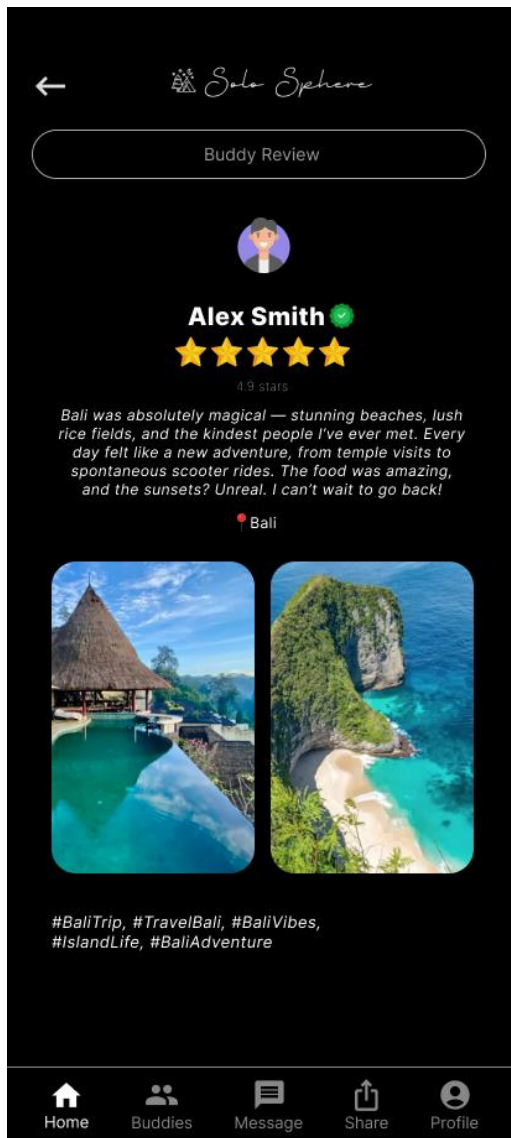 Solo Sphere
Buddy Review
Alex Smith
4.9 stars
Bali was absolutely magical — stunning beaches, lush
rice fields, and the kindest people I've ever met. Every
day felt like a new adventure, from temple visits to
spontaneous scooter rides. The food was amazing,
and the sunsets? Unreal. I can't wait to go back!
Bali
#BaliTrip, #TravelBali, #BaliVibes,
#IslandLife, #BaliAdventure
Home Buddies Message Share Profile